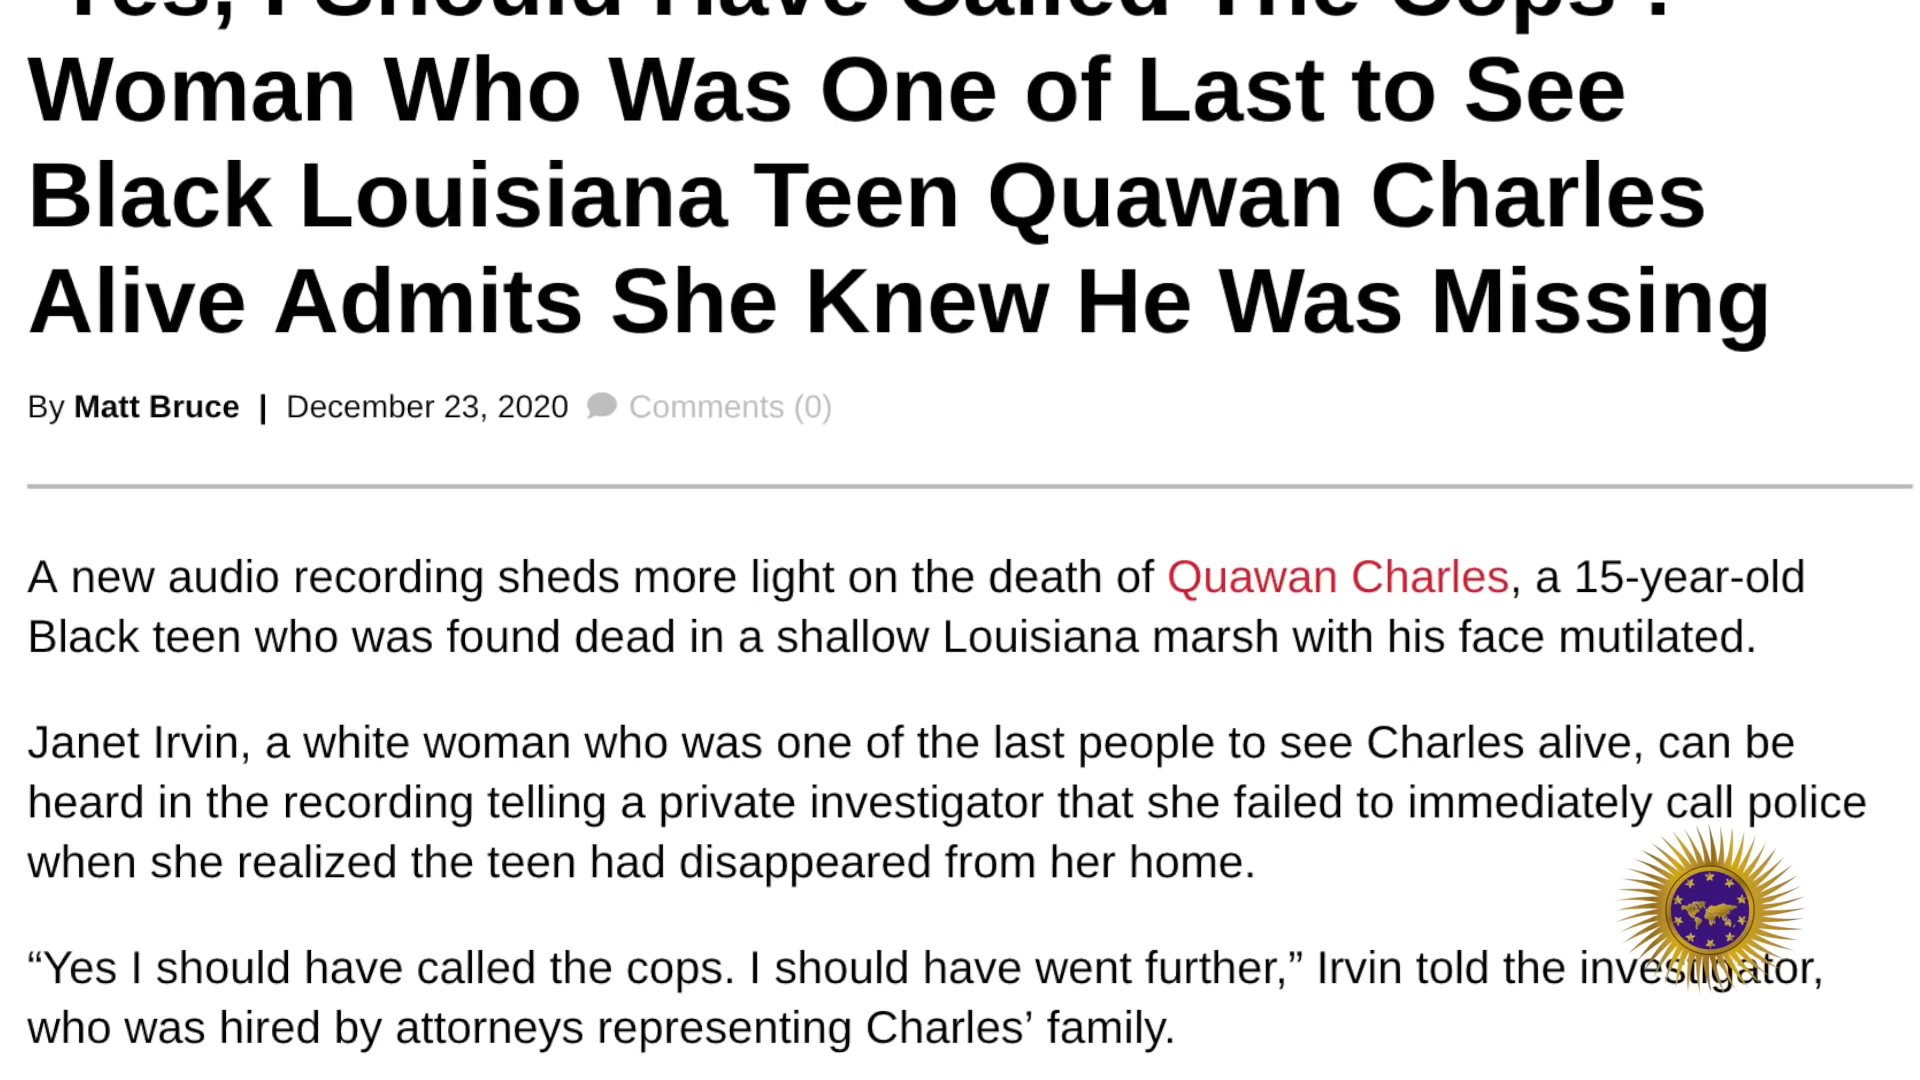 Yes, I Should Have Called The Cops':
Woman Who Was One of Last to See
Black Louisiana Teen Quawan Charles
Alive Admits She Knew He Was Missing
By Matt Bruce | December 23, 2020 Comments (0)
A new audio recording sheds more light on the death of Quawan Charles, a 15-year-old
Black teen who was found dead in a shallow Louisiana marsh with his face mutilated.
Janet Irvin, a white woman who was one of the last people to see Charles alive, can be
heard in the recording telling a private investigator that she failed to immediately call police
when she realized the teen had disappeared from her home.
“Yes I should have called the cops. I should have went further,” Irvin told the investigator,
who was hired by attorneys representing Charles’ family.